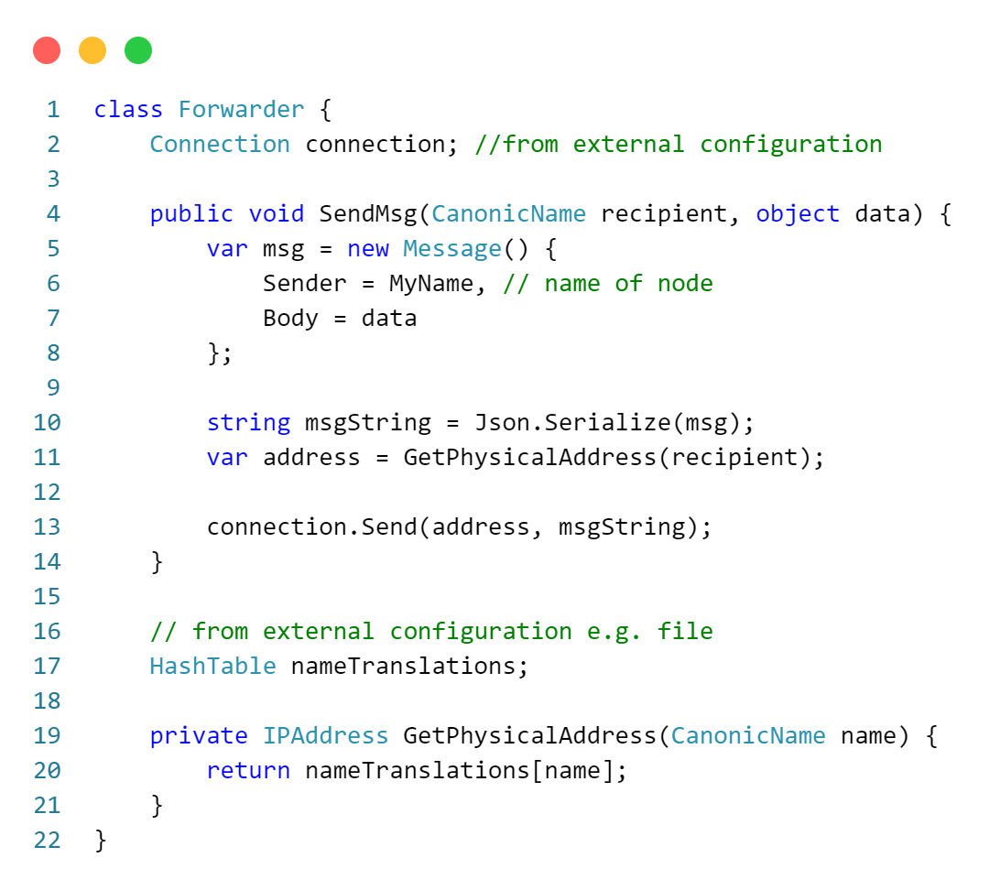 1 class Forwarder {
2     Connection connection; //from external configuration
3
4     public void SendMsg(CanonicName recipient, object data) {
5         var msg = new Message() {
6             Sender = MyName, // name of node
7             Body = data
8         };
9
10         string msgString = Json.Serialize(msg);
11         var address = GetPhysicalAddress(recipient);
12
13         connection.Send(address, msgString);
14     }
15
16     // from external configuration e.g. file
17     HashTable nameTranslations;
18
19     private IPAddress GetPhysicalAddress(CanonicName name) {
20         return nameTranslations[name];
21     }
22 }